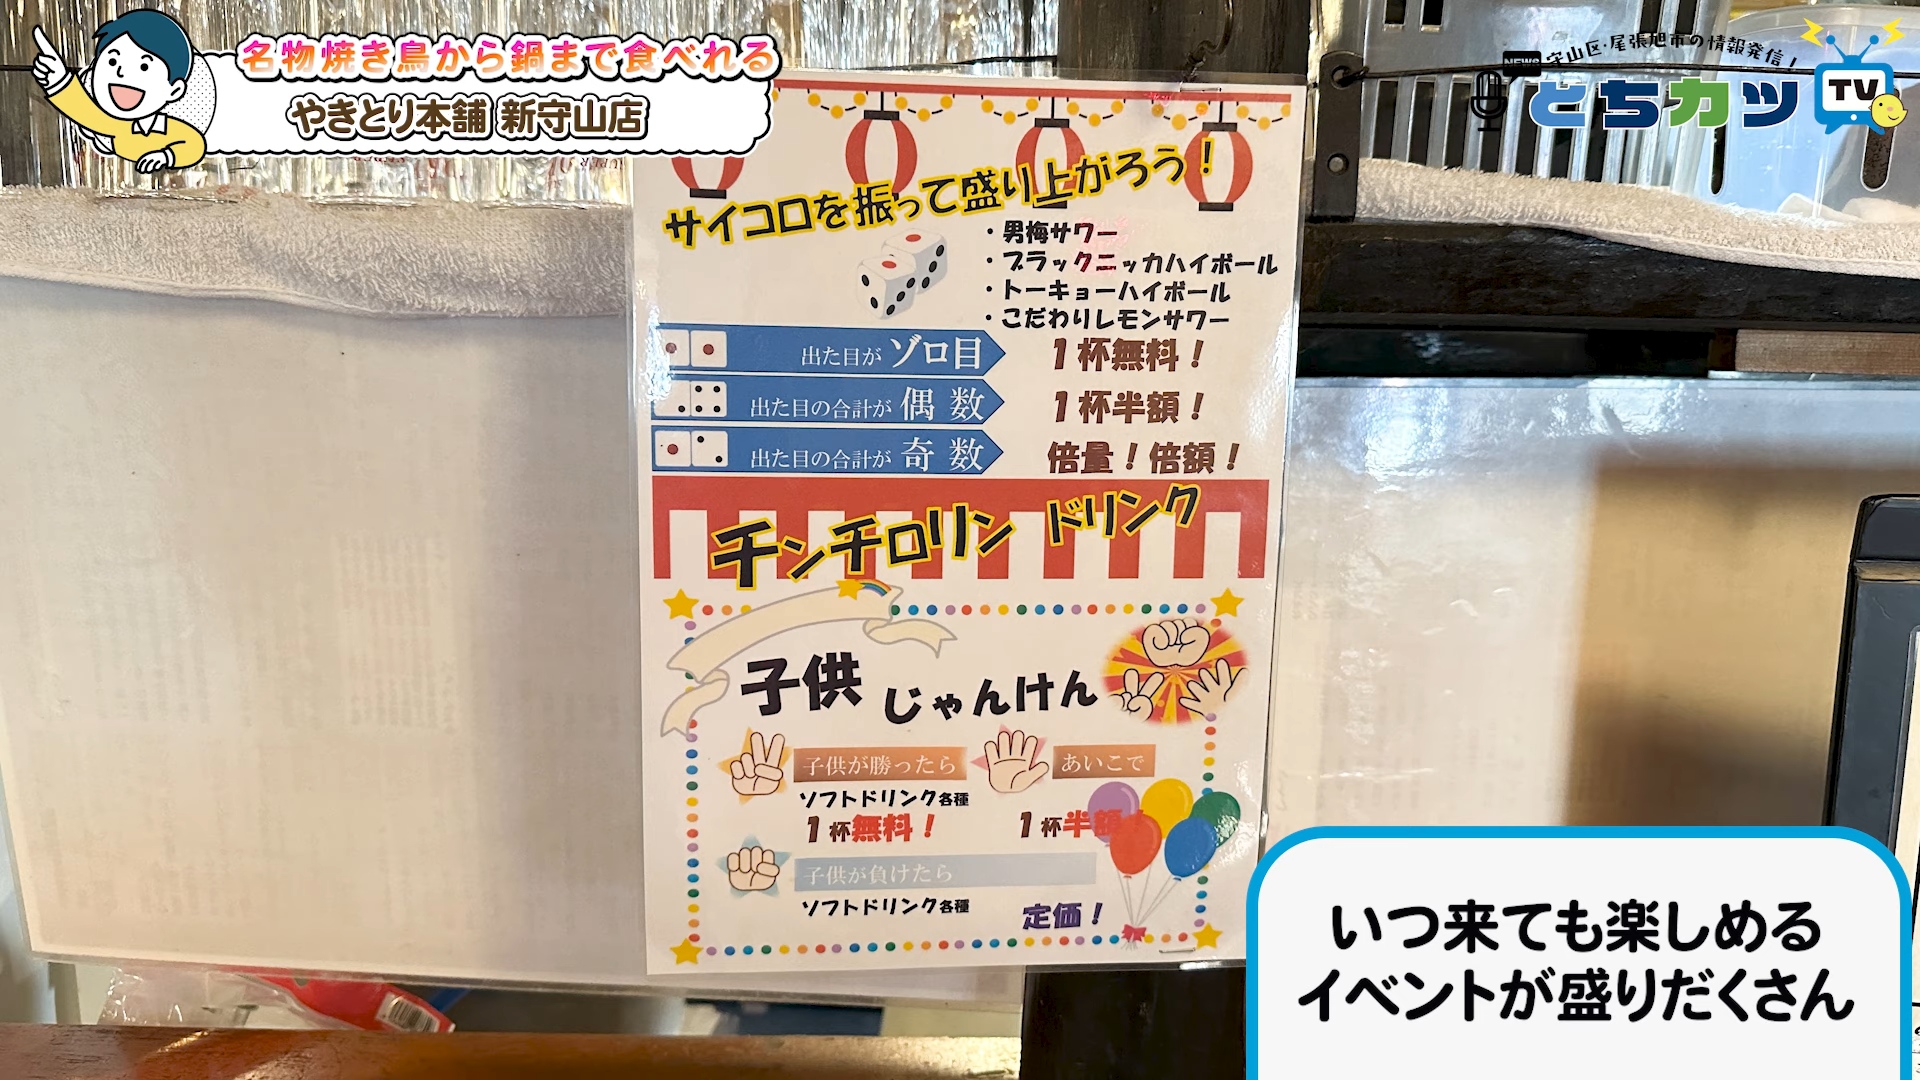 名物焼き鳥から鍋まで食べれる
やきとり本舗 新守山店
NEWS
守山区・尾張旭市の情報発信！
とちカツ
TV
サイコロを振って盛り上がろう！
・男梅サワー
・ブラックニッカハイボール
・トーキョーハイボール
・こだわりレモンサワー
出た目が ゾロ目 1杯無料！
出た目の合計が 偶数 1杯半額！
出た目の合計が 奇数 倍量！倍額！
チンチロリン ドリンク
子供 じゃんけん
子供が勝ったら
ソフトドリンク各種
1杯無料！
あいこで
1杯半額！
子供が負けたら
ソフトドリンク各種
定価！
いつ来ても楽しめる
イベントが盛りだくさん